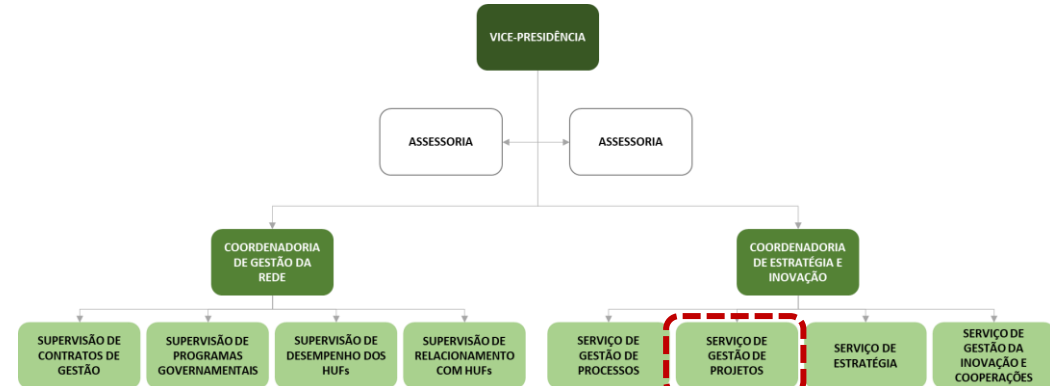 VICE-PRESIDÊNCIA
ASSESSORIA
ASSESSORIA
COORDENADORIA
DE GESTÃO DA
REDE
COORDENADORIA
DE ESTRATÉGIA E
INOVAÇÃO
SUPERVISÃO DE
CONTRATOS DE
GESTÃO
SUPERVISÃO DE
PROGRAMAS
GOVERNAMENTAIS
SUPERVISÃO DE
DESEMPENHO DOS
HUFs
SUPERVISÃO DE
RELACIONAMENTO
COM HUFs
SERVIÇO DE
GESTÃO DE
PROCESSOS
SERVIÇO DE
GESTÃO DE
PROJETOS
SERVIÇO DE
ESTRATÉGIA
SERVIÇO DE
GESTÃO DA
INOVAÇÃO E
COOPERAÇÕES